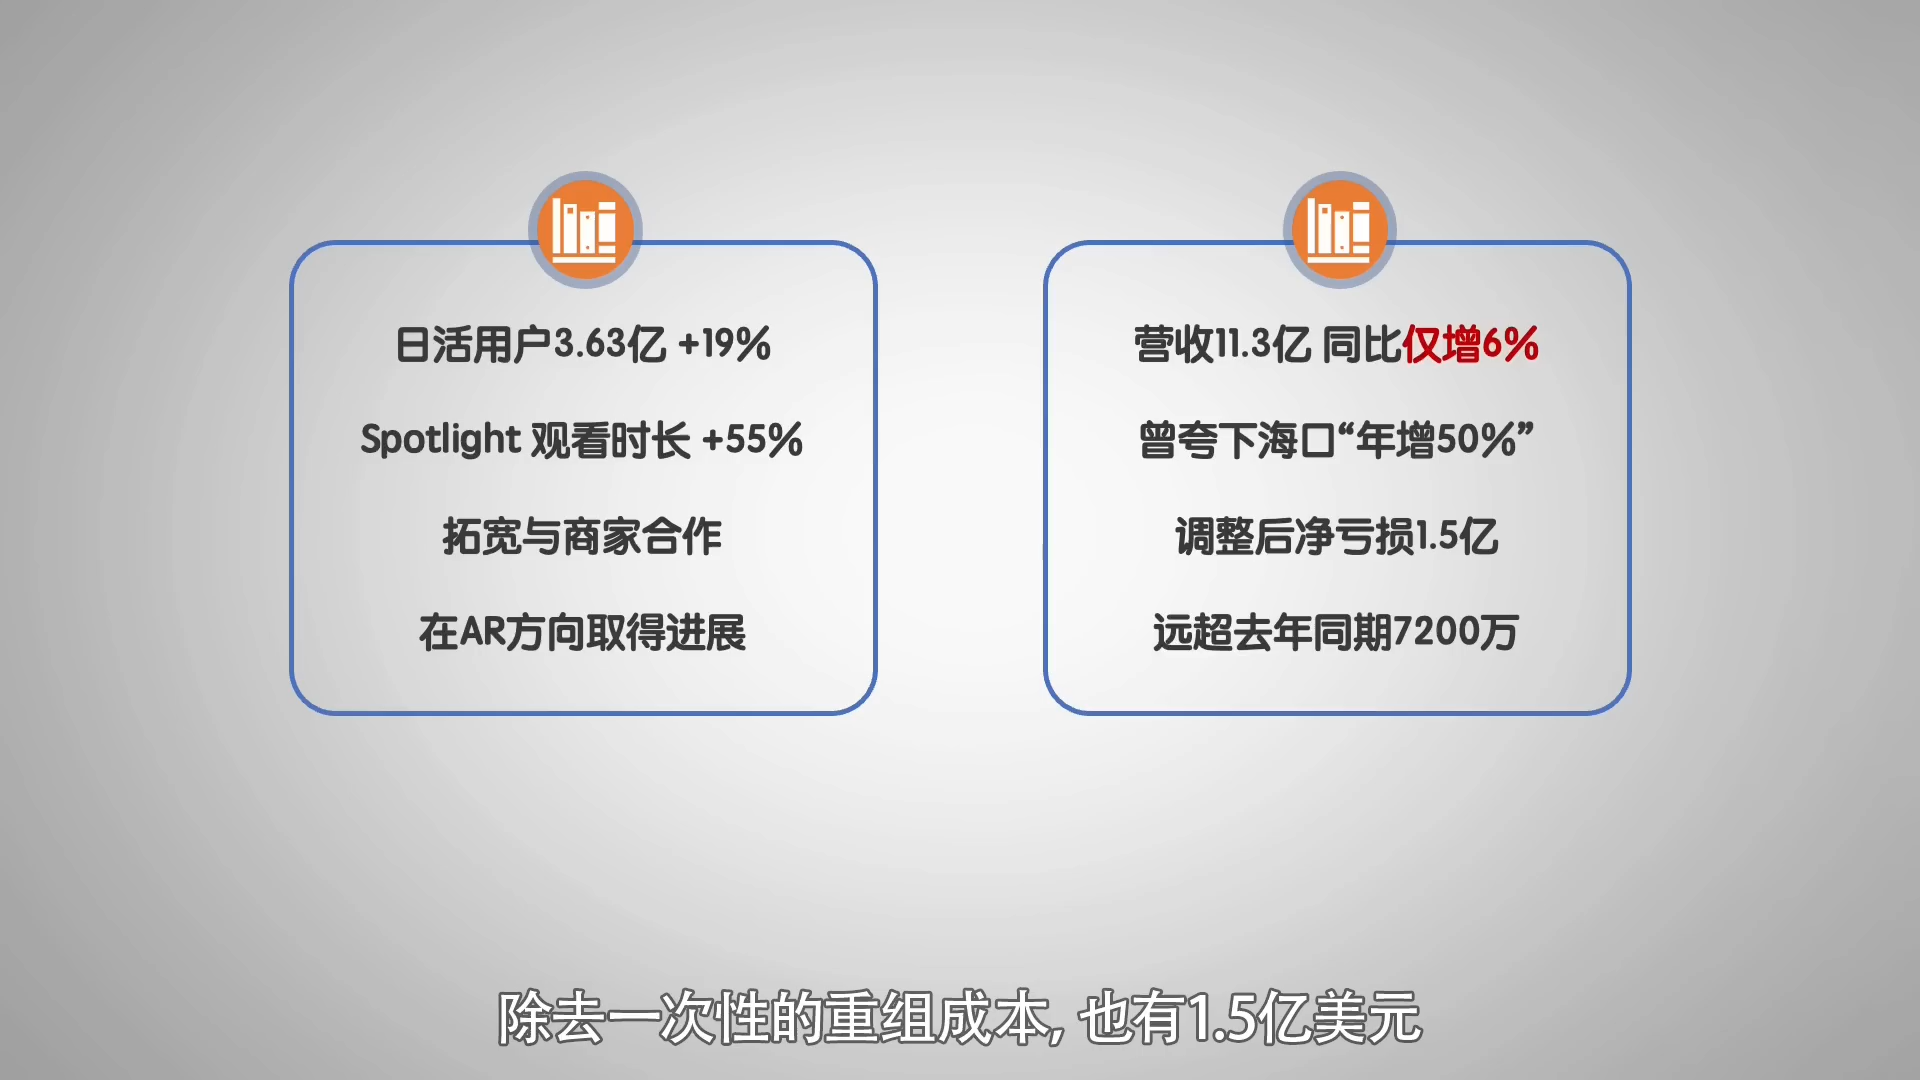 日活用户3.63亿 +19%
Spotlight 观看时长 +55%
拓宽与商家合作
在AR方向取得进展
营收11.3亿 同比仅增6%
曾夸下海口“年增50%”
调整后净亏损1.5亿
远超去年同期7200万
除去一次性的重组成本, 也有1.5亿美元